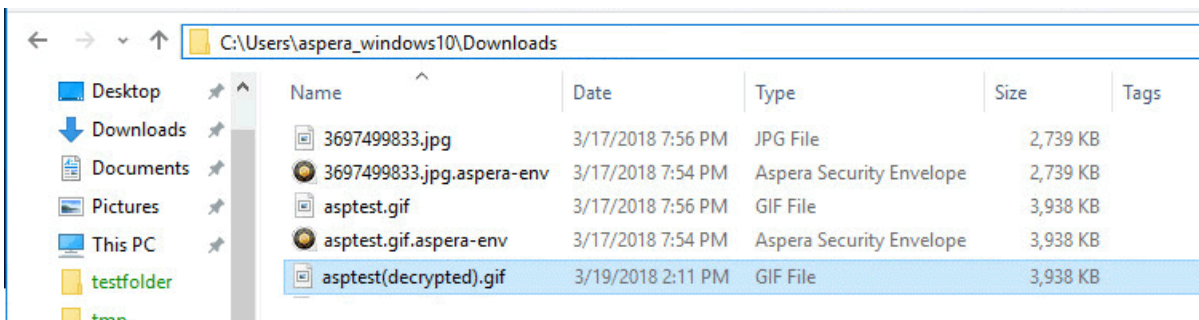 C:\Users\aspera_windows10\Downloads
Desktop
Downloads
Documents
Pictures
This PC
testfolder
tmp
Name Date Type Size Tags
3697499833.jpg 3/17/2018 7:56 PM JPG File 2,739 KB
3697499833.jpg.aspera-env 3/17/2018 7:54 PM Aspera Security Envelope 2,739 KB
asptest.gif 3/17/2018 7:56 PM GIF File 3,938 KB
asptest.gif.aspera-env 3/17/2018 7:54 PM Aspera Security Envelope 3,938 KB
asptest(decrypted).gif 3/19/2018 2:11 PM GIF File 3,938 KB